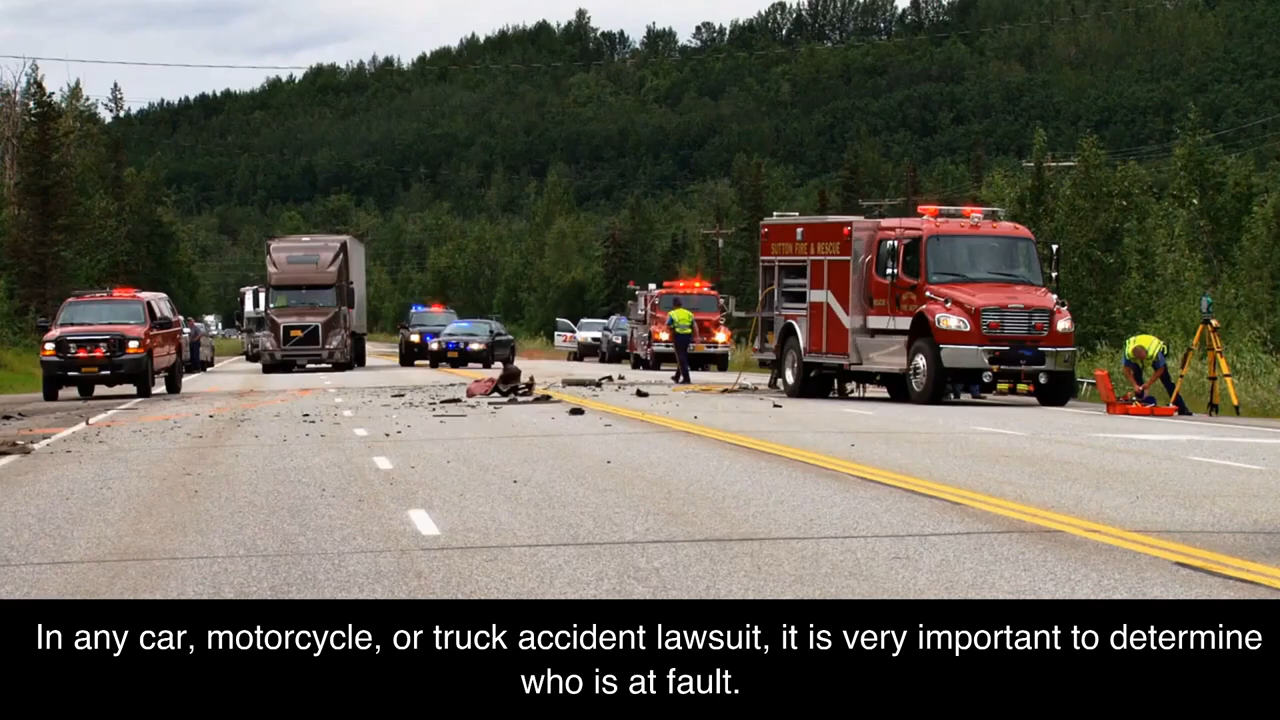 SUTTON FIRE & RESCUE
In any car, motorcycle, or truck accident lawsuit, it is very important to determine
who is at fault.